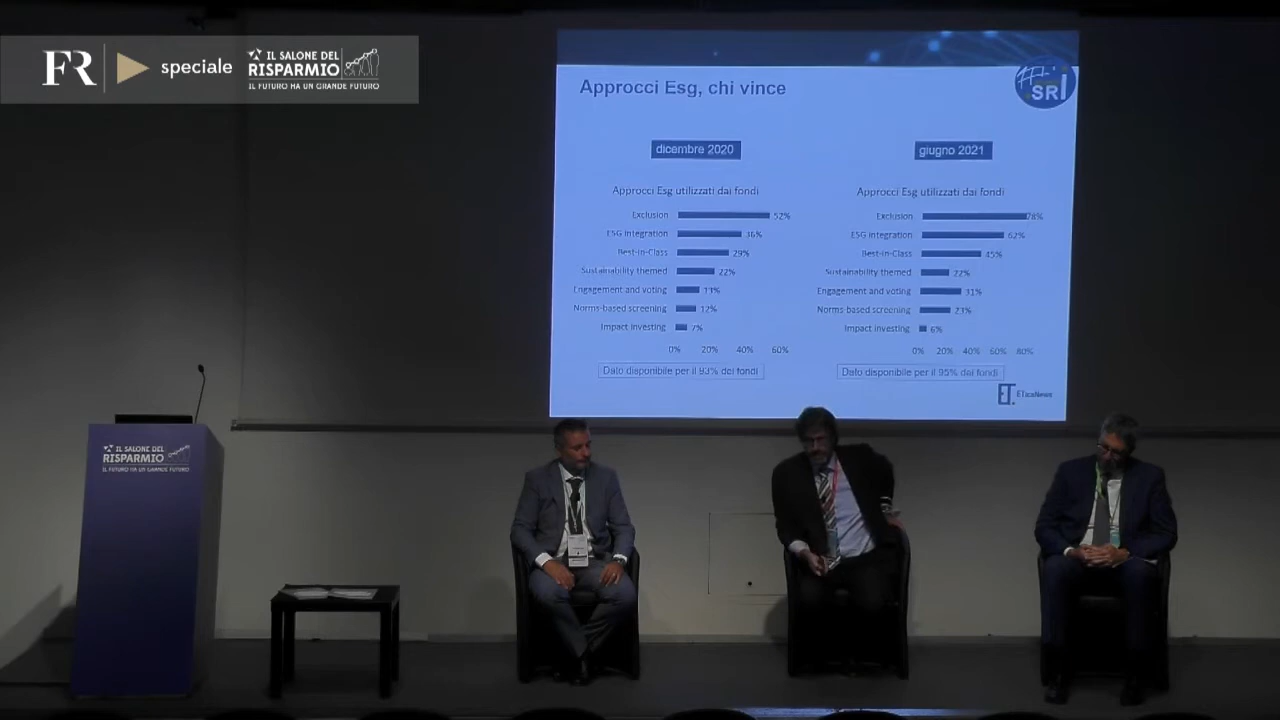 FR
speciale
IL SALONE DEL
RISPARMIO
IL FUTURO HA UN GRANDE FUTURO
Approcci Esg, chi vince
SRI
dicembre 2020
Approcci Esg utilizzati dai fondi
Exclusion 52%
ESG integration 36%
Best-in-Class 29%
Sustainability themed 22%
Engagement and voting 13%
Norms-based screening 12%
Impact investing 7%
0% 20% 40% 60%
Dato disponibile per il 93% dei fondi
giugno 2021
Approcci Esg utilizzati dai fondi
Exclusion 78%
ESG integration 62%
Best-in-Class 45%
Sustainability themed 22%
Engagement and voting 31%
Norms-based screening 23%
Impact investing 6%
0% 20% 40% 60% 80%
Dato disponibile per il 95% dei fondi
ET.
ETicaNews
IL SALONE DEL
RISPARMIO
IL FUTURO HA UN GRANDE FUTURO